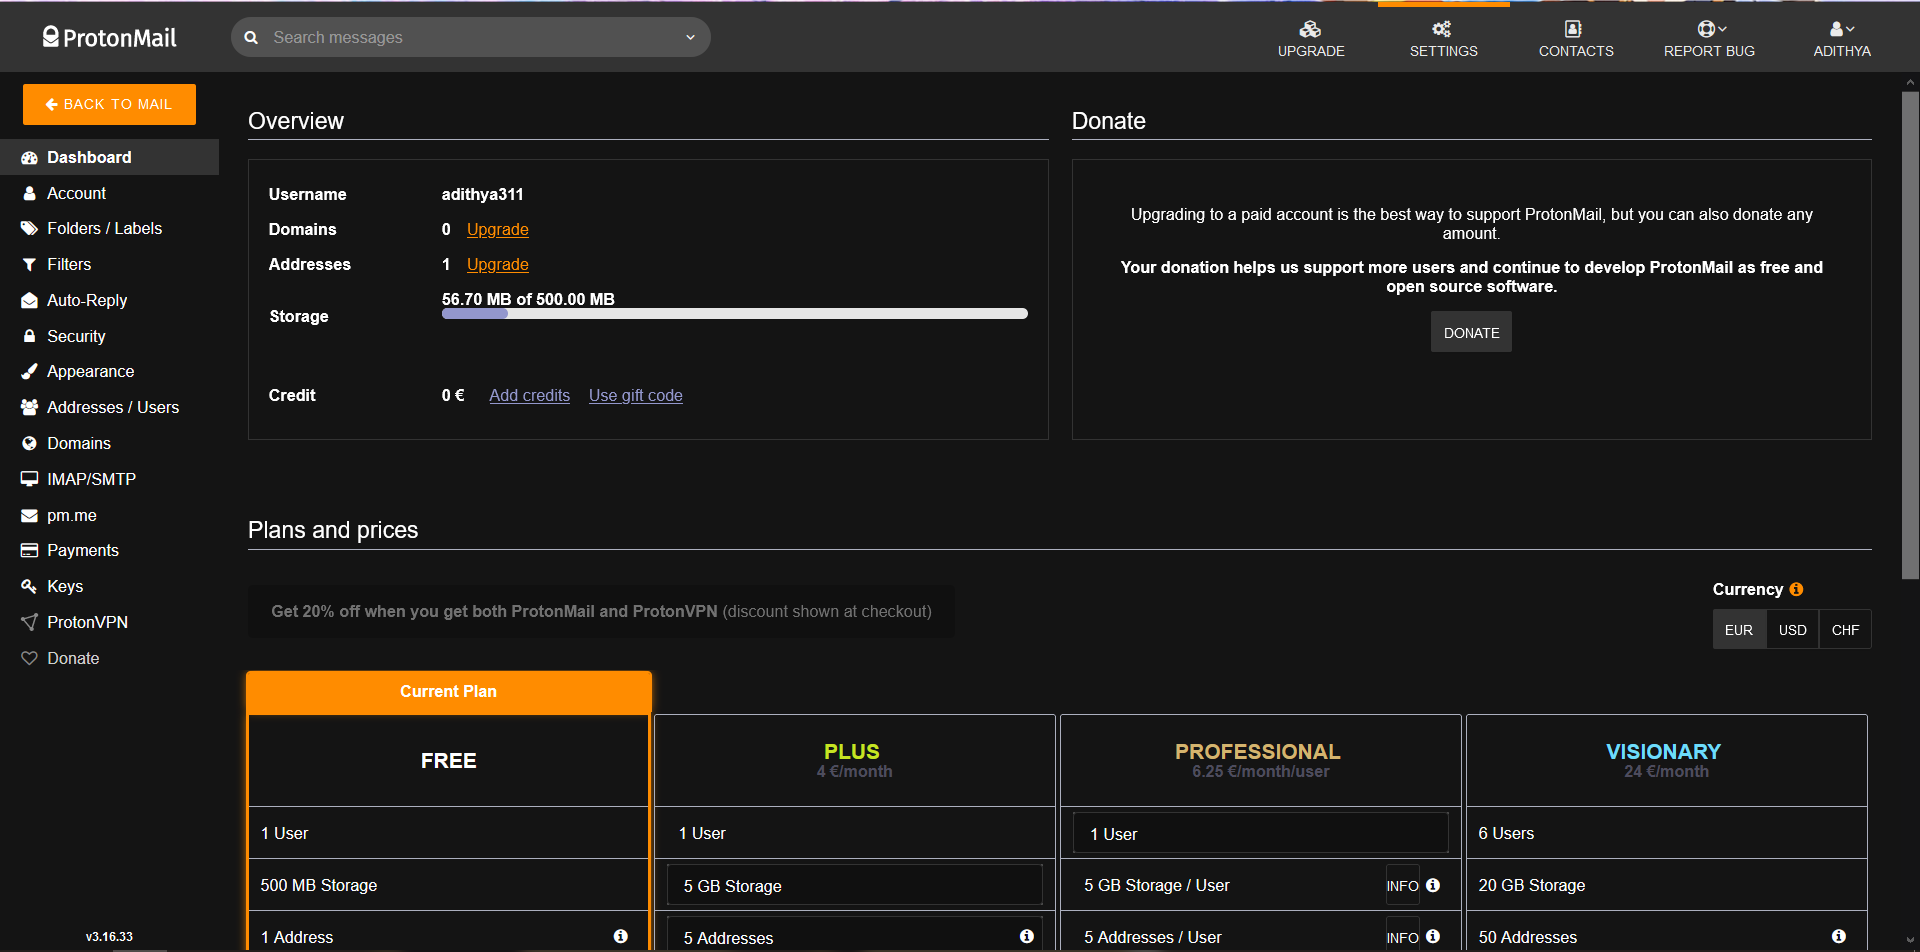 ProtonMail
Search messages
UPGRADE
SETTINGS
CONTACTS
REPORT BUG
ADITHYA
BACK TO MAIL
Dashboard
Account
Folders / Labels
Filters
Auto-Reply
Security
Appearance
Addresses / Users
Domains
IMAP/SMTP
pm.me
Payments
Keys
ProtonVPN
Donate
v3.16.33
Overview
Username adithya311
Domains 0 Upgrade
Addresses 1 Upgrade
Storage 56.70 MB of 500.00 MB
Credit 0 € Add credits Use gift code
Donate
Upgrading to a paid account is the best way to support ProtonMail, but you can also donate any
amount.
Your donation helps us support more users and continue to develop ProtonMail as free and
open source software.
DONATE
Plans and prices
Get 20% off when you get both ProtonMail and ProtonVPN (discount shown at checkout)
Currency
EUR USD CHF
Current Plan
FREE
1 User
500 MB Storage
1 Address
PLUS
4 €/month
1 User
5 GB Storage
5 Addresses
PROFESSIONAL
6.25 €/month/user
1 User
5 GB Storage / User INFO
5 Addresses / User INFO
VISIONARY
24 €/month
6 Users
20 GB Storage
50 Addresses